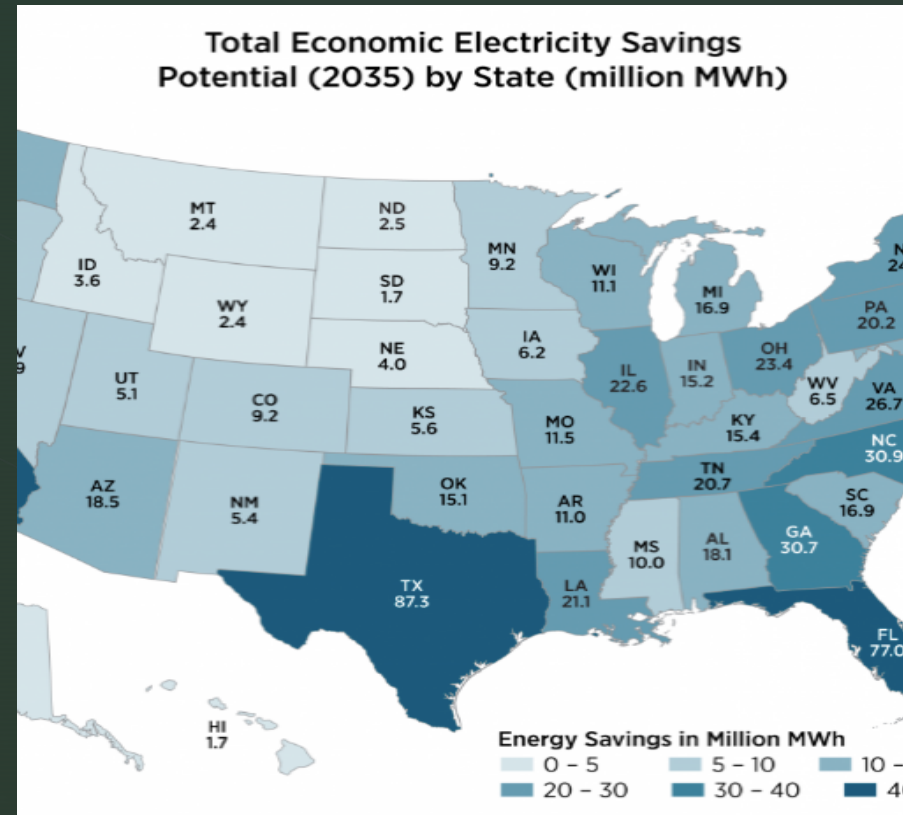 Total Economic Electricity Savings
Potential (2035) by State (million MWh)
MT
2.4
ND
2.5
MN
9.2
ID
3.6
WI
11.1
SD
1.7
MI
16.9
WY
2.4
24
PA
20.2
IA
6.2
NE
4.0
OH
23.4
IL
22.6
IN
15.2
UT
5.1
WV
6.5
VA
26.7
CO
9.2
KS
5.6
MO
11.5
KY
15.4
NC
30.9
TN
20.7
AZ
18.5
NM
5.4
OK
15.1
AR
11.0
SC
16.9
MS
10.0
AL
18.1
GA
30.7
TX
87.3
LA
21.1
FL
77.0
HI
1.7
Energy Savings in Million MWh
0 – 5
5 – 10
10 –
20 – 30
30 – 40